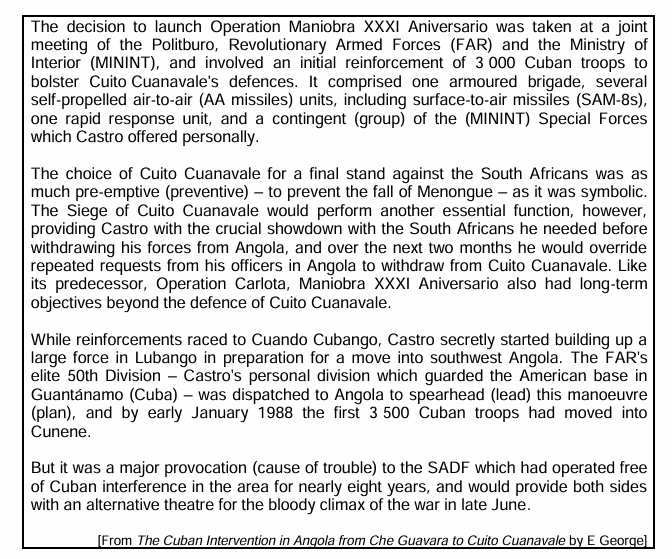 The decision to launch Operation Maniobra XXXI Aniversario was taken at a joint
meeting of the Politburo, Revolutionary Armed Forces (FAR) and the Ministry of
Interior (MININT), and involved an initial reinforcement of 3 000 Cuban troops to
bolster Cuito Cuanavale's defences. It comprised one armoured brigade, several
self-propelled air-to-air (AA missiles) units, including surface-to-air missiles (SAM-8s),
one rapid response unit, and a contingent (group) of the (MININT) Special Forces
which Castro offered personally.

The choice of Cuito Cuanavale for a final stand against the South Africans was as
much pre-emptive (preventive) – to prevent the fall of Menongue – as it was symbolic.
The Siege of Cuito Cuanavale would perform another essential function, however,
providing Castro with the crucial showdown with the South Africans he needed before
withdrawing his forces from Angola, and over the next two months he would override
repeated requests from his officers in Angola to withdraw from Cuito Cuanavale. Like
its predecessor, Operation Carlota, Maniobra XXXI Aniversario also had long-term
objectives beyond the defence of Cuito Cuanavale.

While reinforcements raced to Cuando Cubango, Castro secretly started building up a
large force in Lubango in preparation for a move into southwest Angola. The FAR's
elite 50th Division – Castro's personal division which guarded the American base in
Guantánamo (Cuba) – was dispatched to Angola to spearhead (lead) this manoeuvre
(plan), and by early January 1988 the first 3 500 Cuban troops had moved into
Cunene.

But it was a major provocation (cause of trouble) to the SADF which had operated free
of Cuban interference in the area for nearly eight years, and would provide both sides
with an alternative theatre for the bloody climax of the war in late June.

[From The Cuban Intervention in Angola from Che Guevara to Cuito Cuanavale by E George]